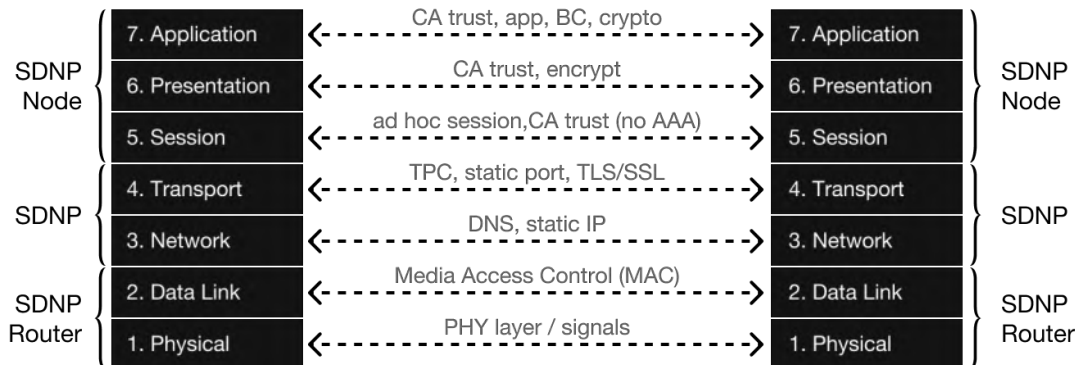 CA trust, app, BC, crypto
7. Application
7. Application
SDNP
Node
CA trust, encrypt
6. Presentation
6. Presentation
SDNP
Node
ad hoc session,CA trust (no AAA)
5. Session
5. Session
TPC, static port, TLS/SSL
4. Transport
4. Transport
SDNP
SDNP
DNS, static IP
3. Network
3. Network
Media Access Control (MAC)
2. Data Link
2. Data Link
SDNP
Router
SDNP
Router
PHY layer / signals
1. Physical
1. Physical